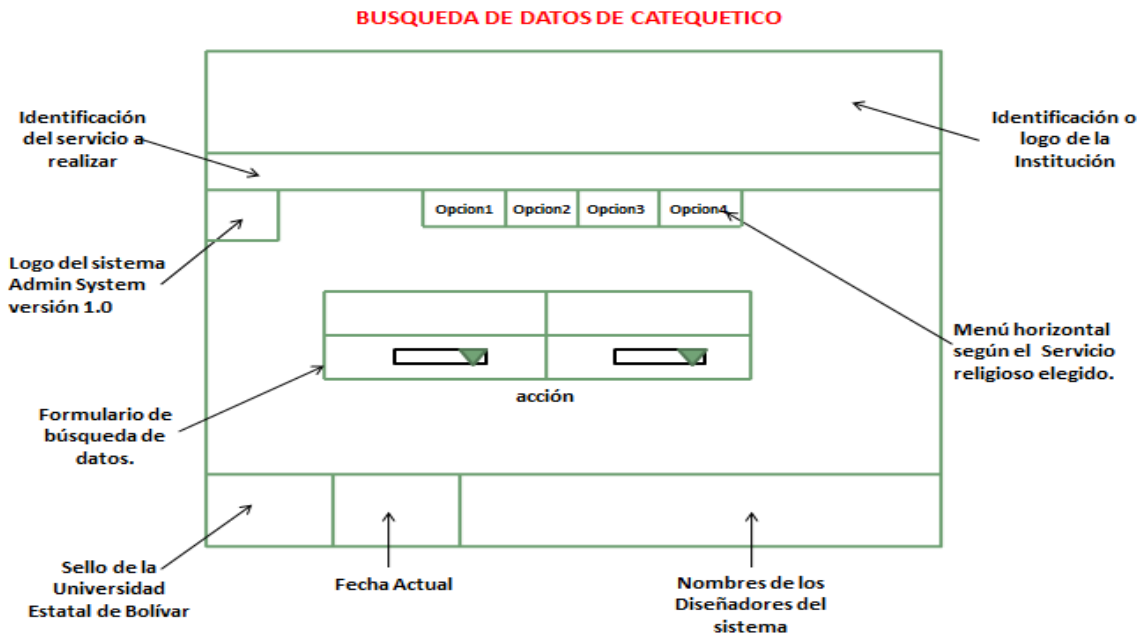 BUSQUEDA DE DATOS DE CATEQUETICO
Identificación
del servicio a
realizar
Identificación o
logo de la
Institución
Opcion1 Opcion2 Opcion3 Opcion4
Logo del sistema
Admin System
versión 1.0
Menú horizontal
según el Servicio
religioso elegido.
acción
Formulario de
búsqueda de
datos.
Sello de la
Universidad
Estatal de Bolívar
Fecha Actual
Nombres de los
Diseñadores del
sistema